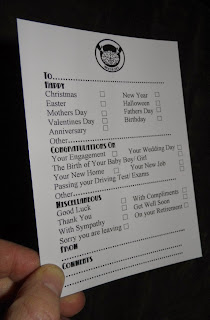 TO..........................................
HAPPY
Christmas □ New Year □
Easter □ Halloween □
Mothers Day □ Fathers Day □
Valentines Day □ Birthday □
Anniversary □
Other..........................................
CONGRATULATIONS ON
Your Engagement □ Your Wedding Day □
The Birth of Your Baby Boy/ Girl □
Your New Home □ Your New Job □
Passing your Driving Test/ Exams □
Other..........................................
MISCELLANEOUS
Good Luck □ With Compliments □
Thank You □ Get Well Soon □
With Sympathy □ On your Retirement □
Sorry you are leaving □
FROM..........................................
COMMENTS..........................................